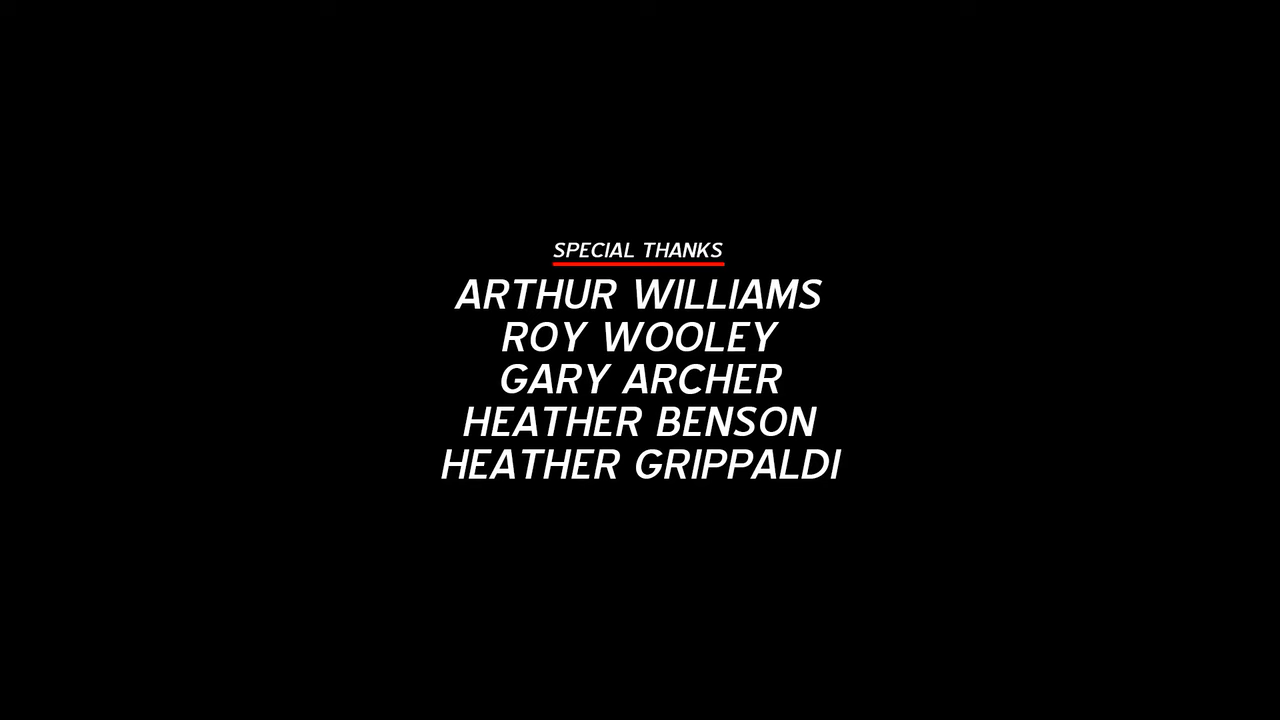 SPECIAL THANKS
ARTHUR WILLIAMS
ROY WOOLEY
GARY ARCHER
HEATHER BENSON
HEATHER GRIPPALDI